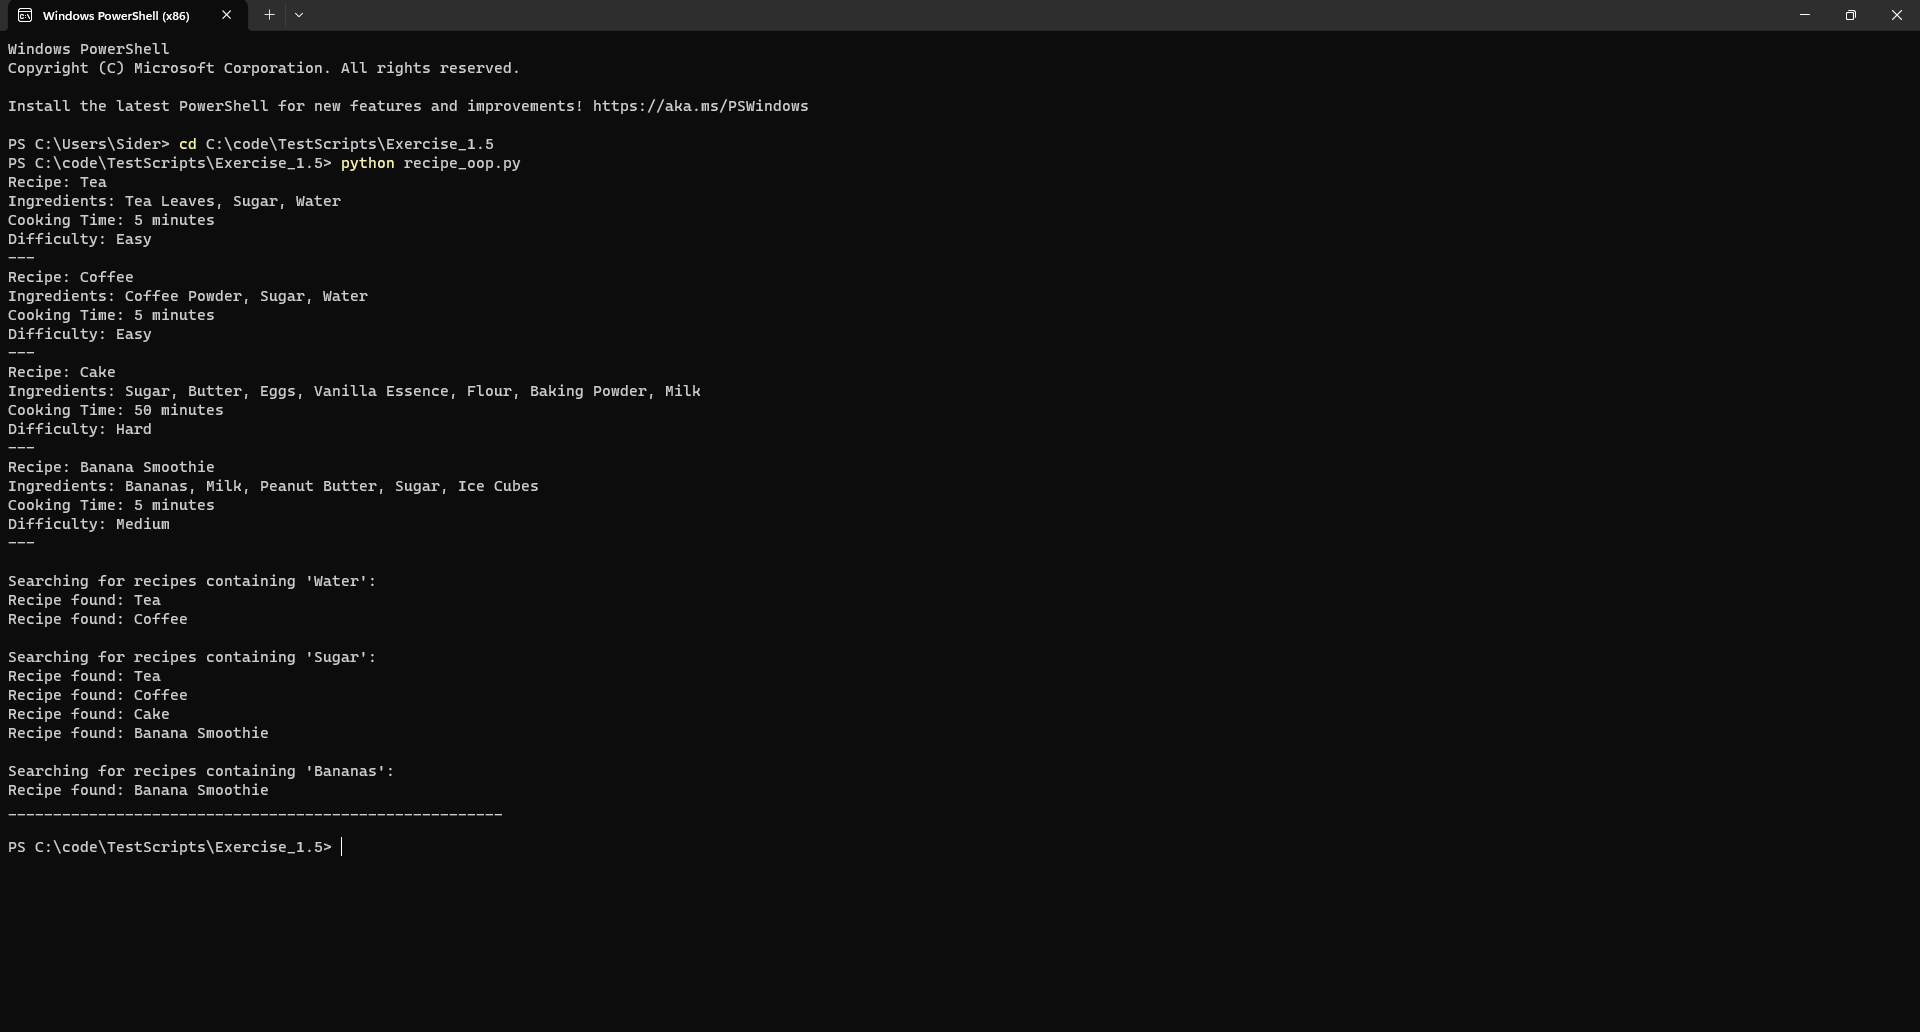 Windows PowerShell (x86)
Windows PowerShell
Copyright (C) Microsoft Corporation. All rights reserved.
Install the latest PowerShell for new features and improvements! https://aka.ms/PSWindows
PS C:\Users\Sider> cd C:\code\TestScripts\Exercise_1.5
PS C:\code\TestScripts\Exercise_1.5> python recipe_oop.py
Recipe: Tea
Ingredients: Tea Leaves, Sugar, Water
Cooking Time: 5 minutes
Difficulty: Easy
---
Recipe: Coffee
Ingredients: Coffee Powder, Sugar, Water
Cooking Time: 5 minutes
Difficulty: Easy
---
Recipe: Cake
Ingredients: Sugar, Butter, Eggs, Vanilla Essence, Flour, Baking Powder, Milk
Cooking Time: 50 minutes
Difficulty: Hard
---
Recipe: Banana Smoothie
Ingredients: Bananas, Milk, Peanut Butter, Sugar, Ice Cubes
Cooking Time: 5 minutes
Difficulty: Medium
---
Searching for recipes containing 'Water':
Recipe found: Tea
Recipe found: Coffee
Searching for recipes containing 'Sugar':
Recipe found: Tea
Recipe found: Coffee
Recipe found: Cake
Recipe found: Banana Smoothie
Searching for recipes containing 'Bananas':
Recipe found: Banana Smoothie
_______________________________________________________
PS C:\code\TestScripts\Exercise_1.5>